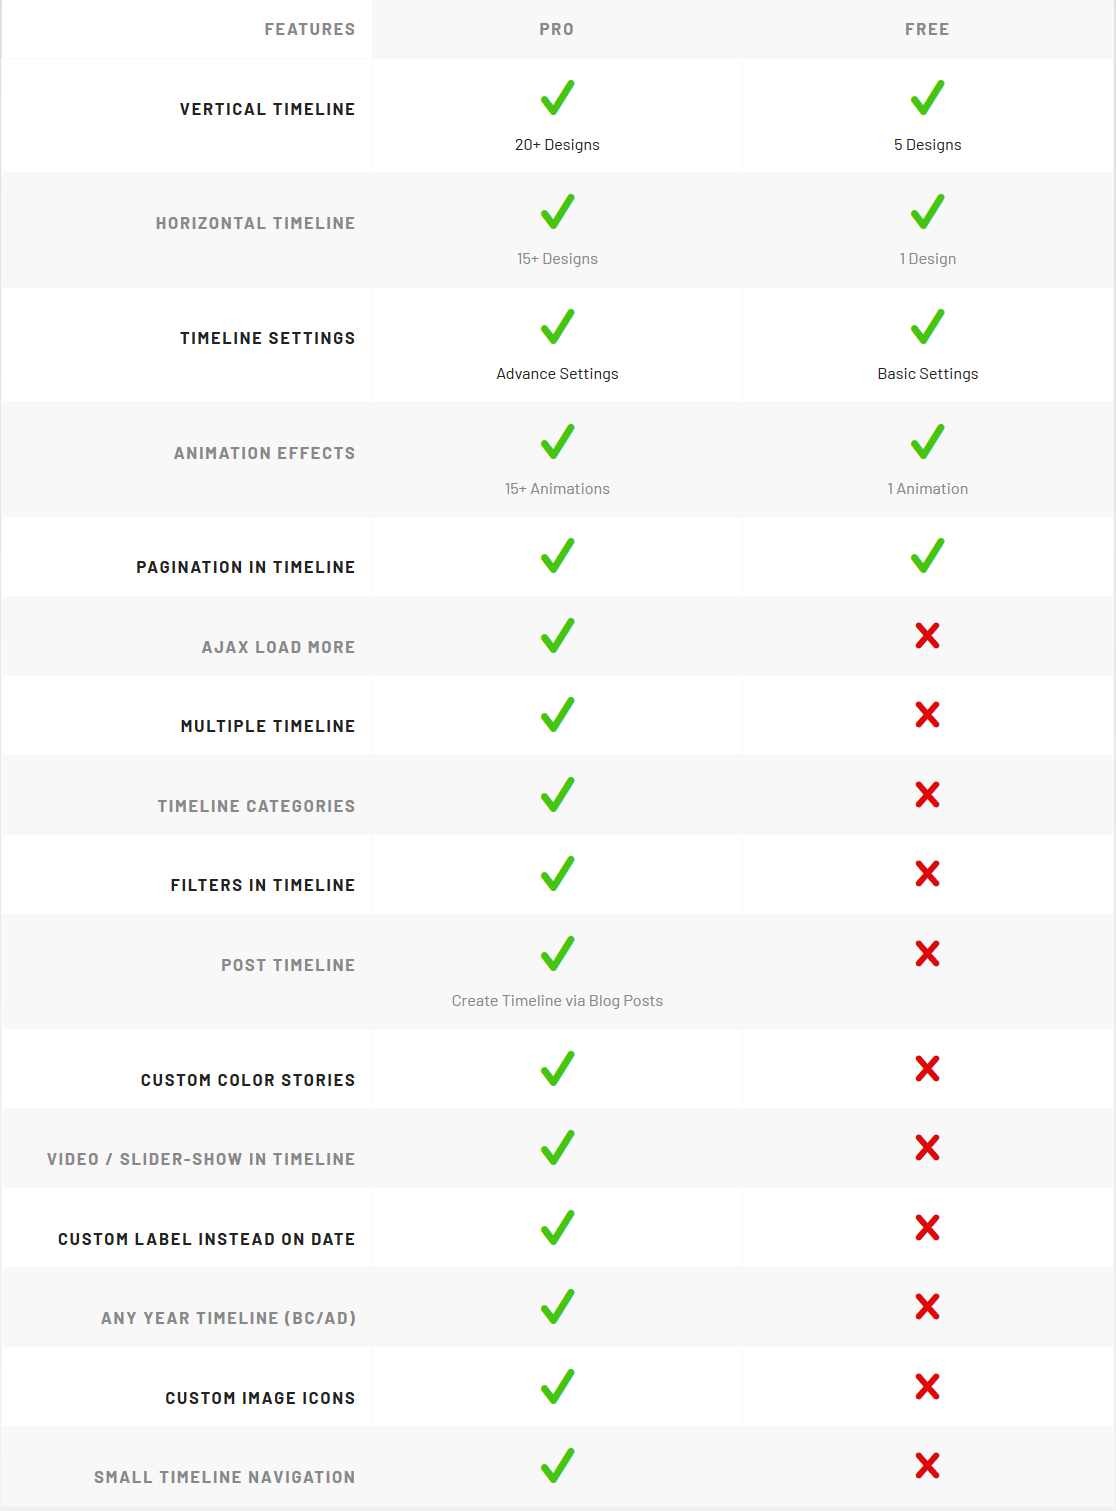 FEATURES PRO FREE
VERTICAL TIMELINE
20+ Designs 5 Designs
HORIZONTAL TIMELINE
15+ Designs 1 Design
TIMELINE SETTINGS
Advance Settings Basic Settings
ANIMATION EFFECTS
15+ Animations 1 Animation
PAGINATION IN TIMELINE
AJAX LOAD MORE
MULTIPLE TIMELINE
TIMELINE CATEGORIES
FILTERS IN TIMELINE
POST TIMELINE
Create Timeline via Blog Posts
CUSTOM COLOR STORIES
VIDEO / SLIDER-SHOW IN TIMELINE
CUSTOM LABEL INSTEAD ON DATE
ANY YEAR TIMELINE (BC/AD)
CUSTOM IMAGE ICONS
SMALL TIMELINE NAVIGATION